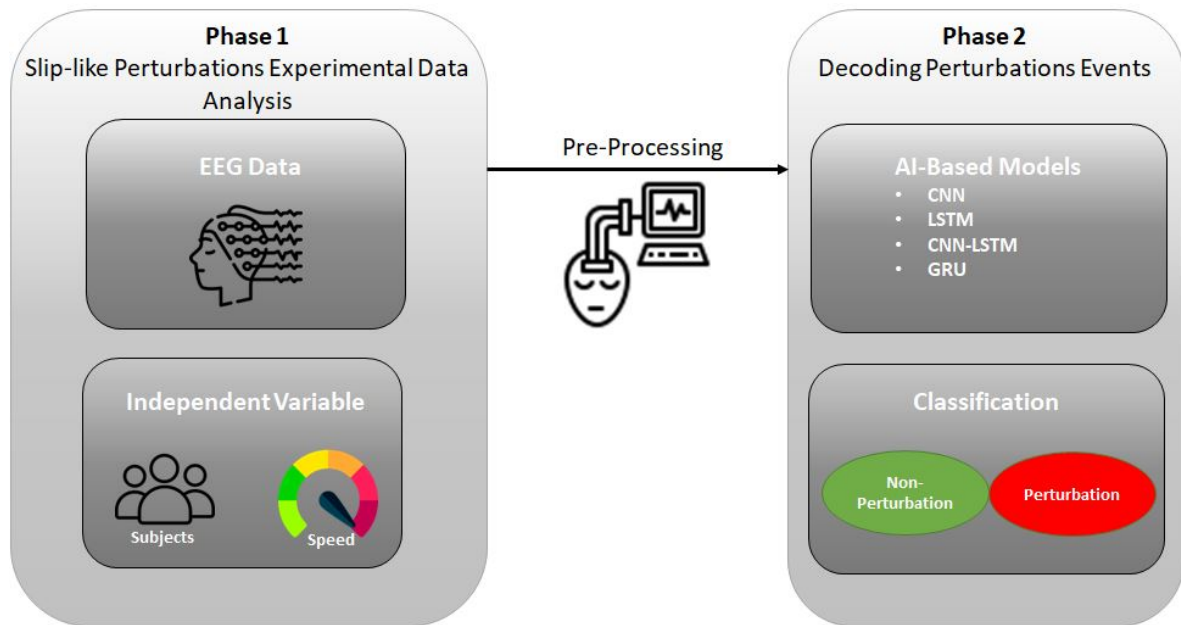 Phase 1
Slip-like Perturbations Experimental Data
Analysis
EEG Data
Independent Variable
Subjects
Speed
Pre-Processing
Phase 2
Decoding Perturbations Events
AI-Based Models
• CNN
• LSTM
• CNN-LSTM
• GRU
Classification
Non-
Perturbation
Perturbation